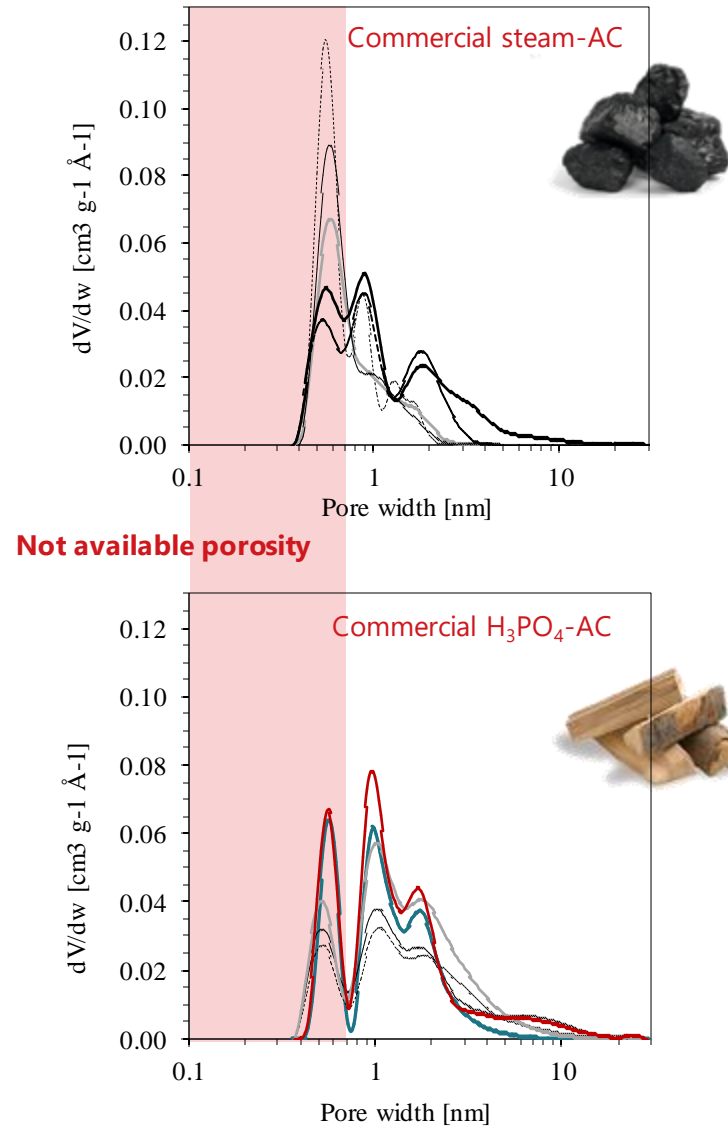 Commercial steam-AC
0.12
0.10
0.08
0.06
0.04
0.02
0.00
dV/dw [cm3 g-1 Å-1]
0.1 1 10
Pore width [nm]
Not available porosity
Commercial H₃PO₄-AC
0.12
0.10
0.08
0.06
0.04
0.02
0.00
dV/dw [cm3 g-1 Å-1]
0.1 1 10
Pore width [nm]